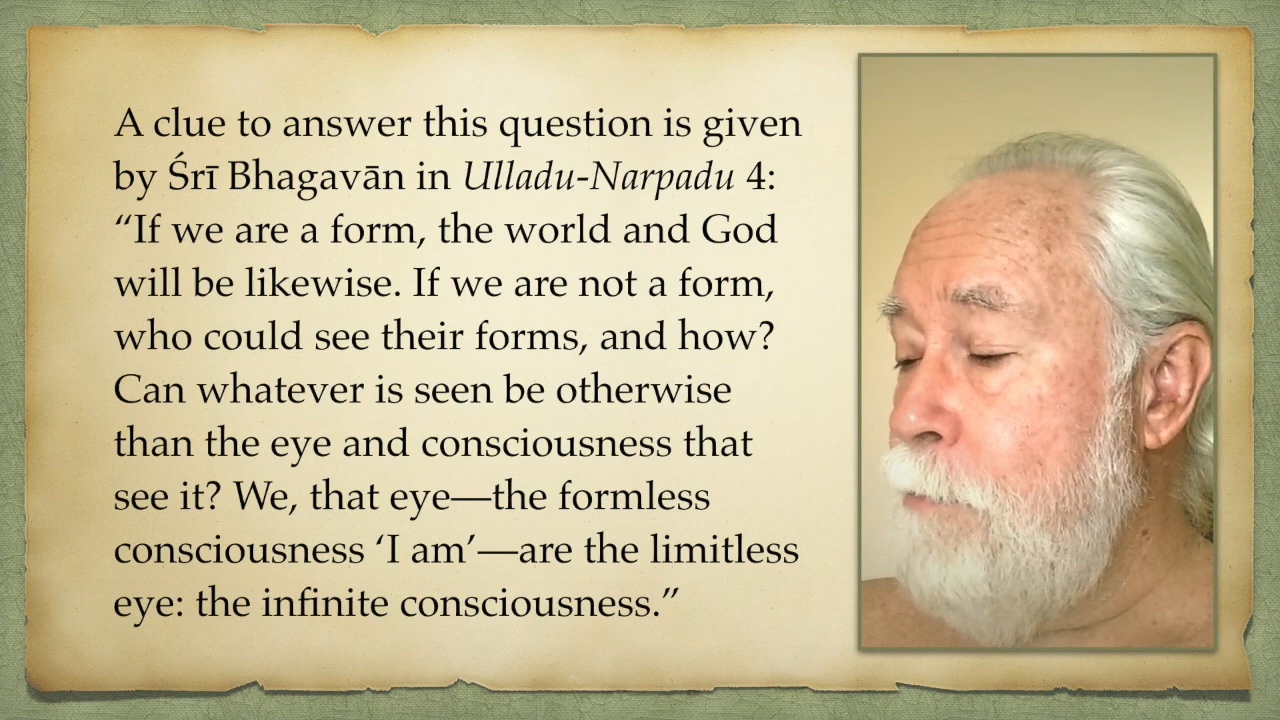 A clue to answer this question is given
by Śrī Bhagavān in Ulladu-Narpadu 4:
“If we are a form, the world and God
will be likewise. If we are not a form,
who could see their forms, and how?
Can whatever is seen be otherwise
than the eye and consciousness that
see it? We, that eye—the formless
consciousness ‘I am’—are the limitless
eye: the infinite consciousness.”